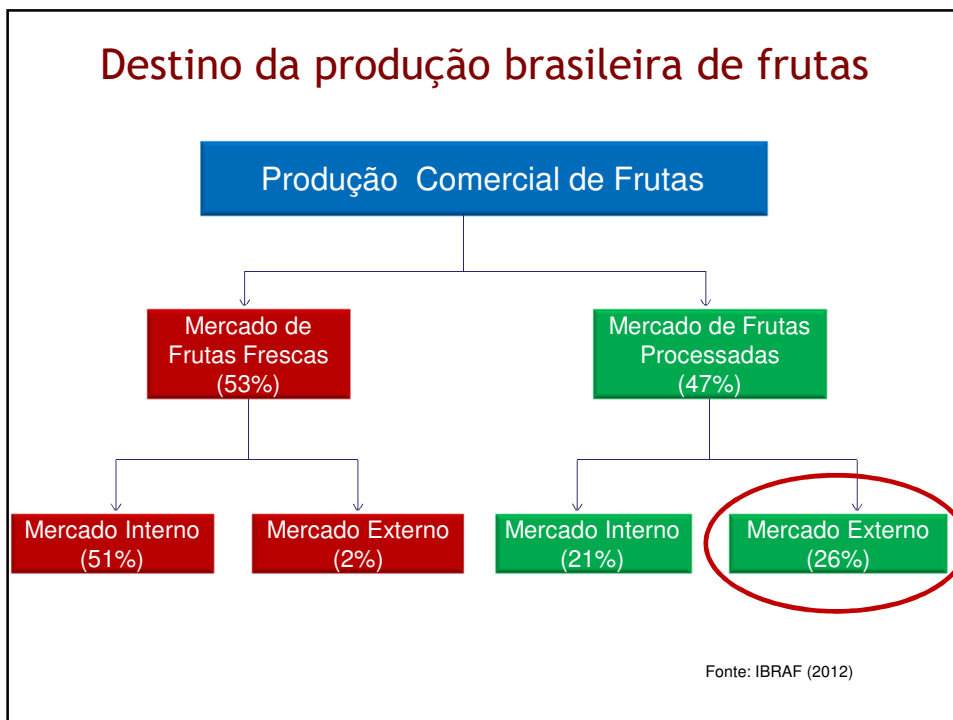 Destino da produção brasileira de frutas
Produção Comercial de Frutas
Mercado de
Frutas Frescas
(53%)
Mercado de Frutas
Processadas
(47%)
Mercado Interno
(51%)
Mercado Externo
(2%)
Mercado Interno
(21%)
Mercado Externo
(26%)
Fonte: IBRAF (2012)